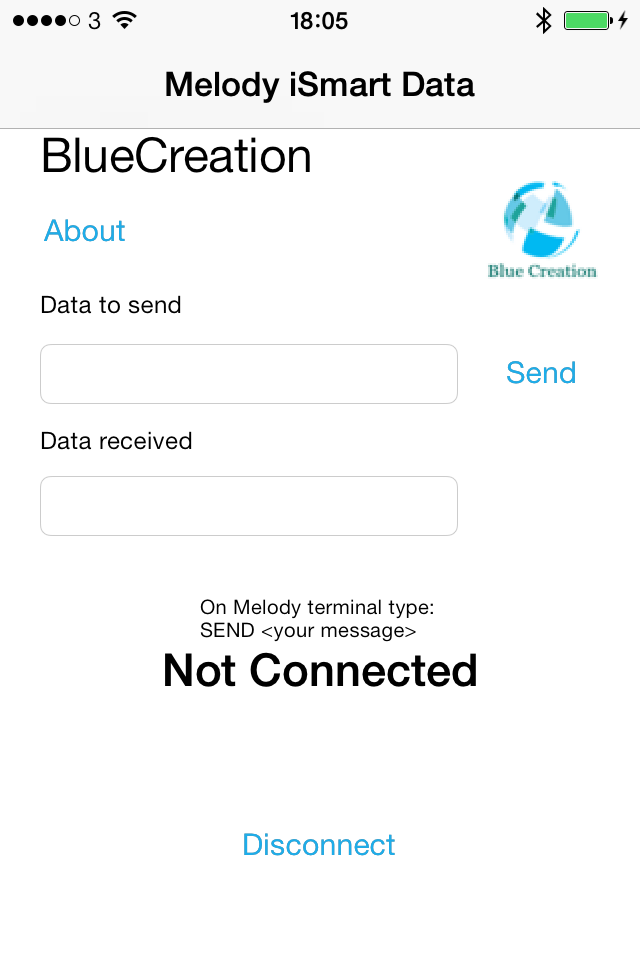 3
18:05
Melody iSmart Data
BlueCreation
About
Blue Creation
Data to send
Send
Data received
On Melody terminal type:
SEND <your message>
Not Connected
Disconnect